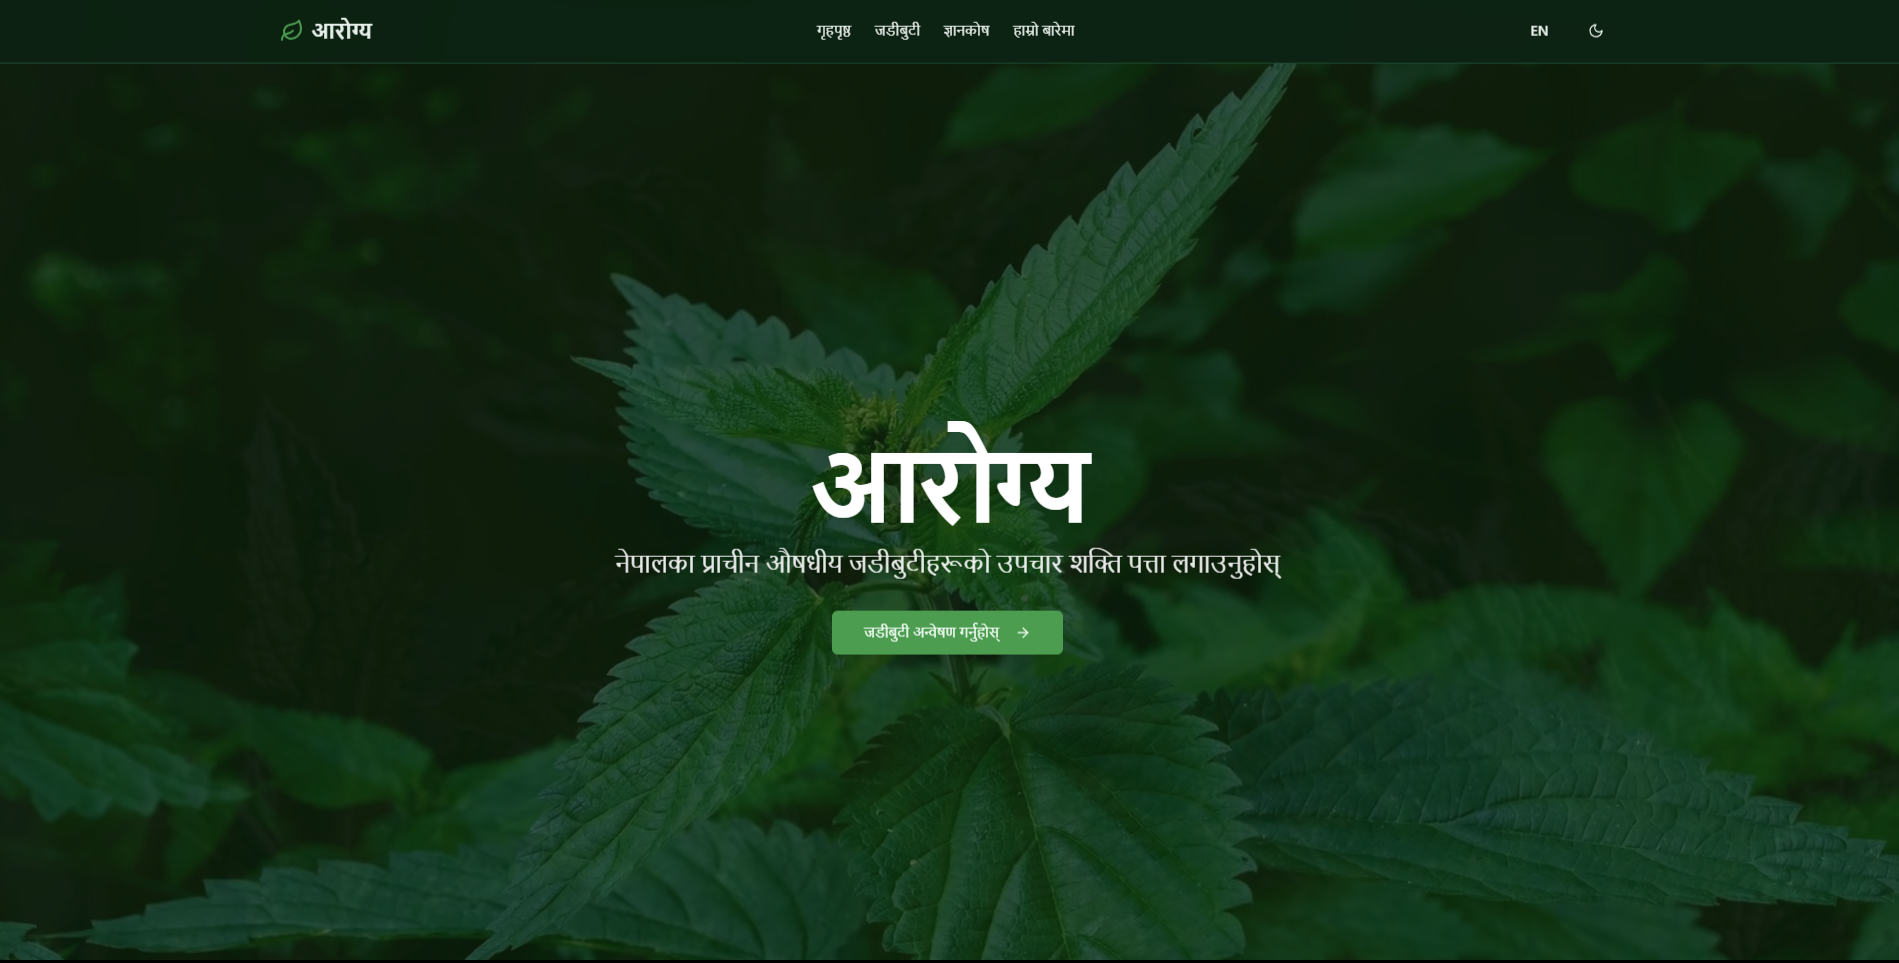 आरोग्य
गृहपृष्ठ जडीबुटी ज्ञानकोष हाम्रो बारेमा
EN
आरोग्य
नेपालका प्राचीन औषधीय जडीबुटीहरूको उपचार शक्ति पत्ता लगाउनुहोस्
जडीबुटी अन्वेषण गर्नुहोस् →